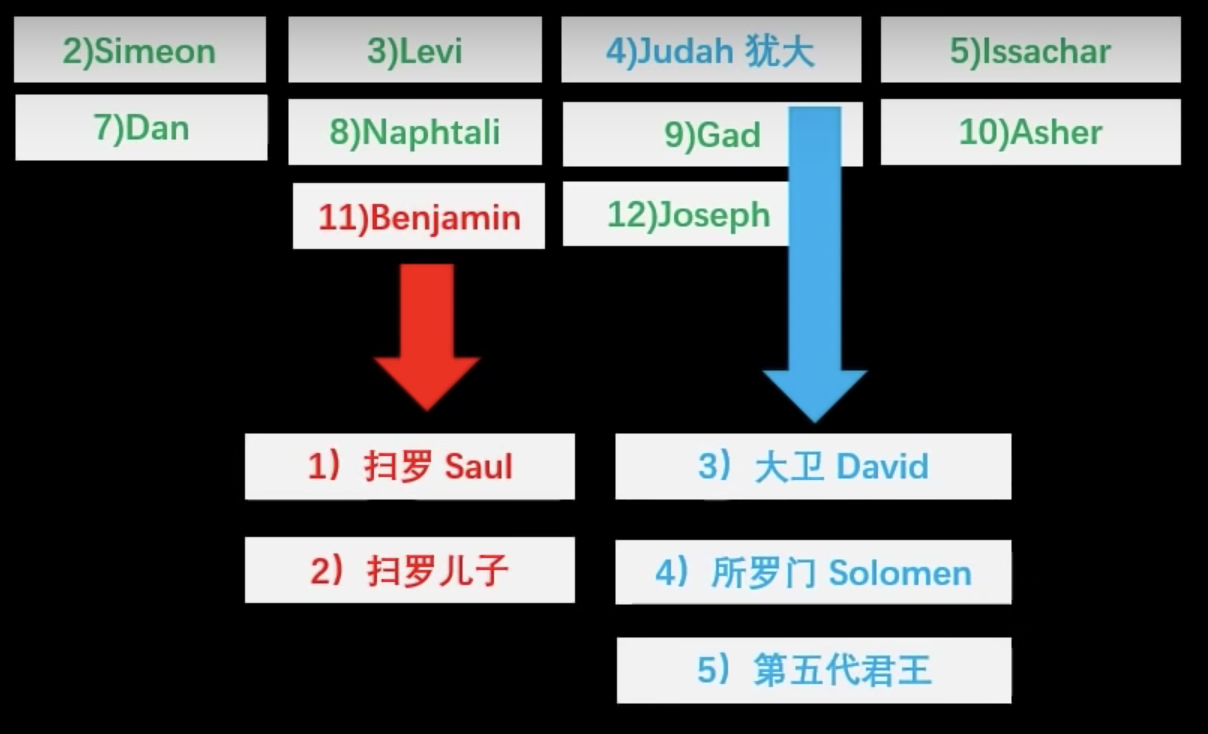 2)Simeon
3)Levi
4)Judah 犹大
5)Issachar
7)Dan
8)Naphtali
9)Gad
10)Asher
11)Benjamin
12)Joseph
1）扫罗 Saul
3）大卫 David
2）扫罗儿子
4）所罗门 Solomen
5）第五代君王